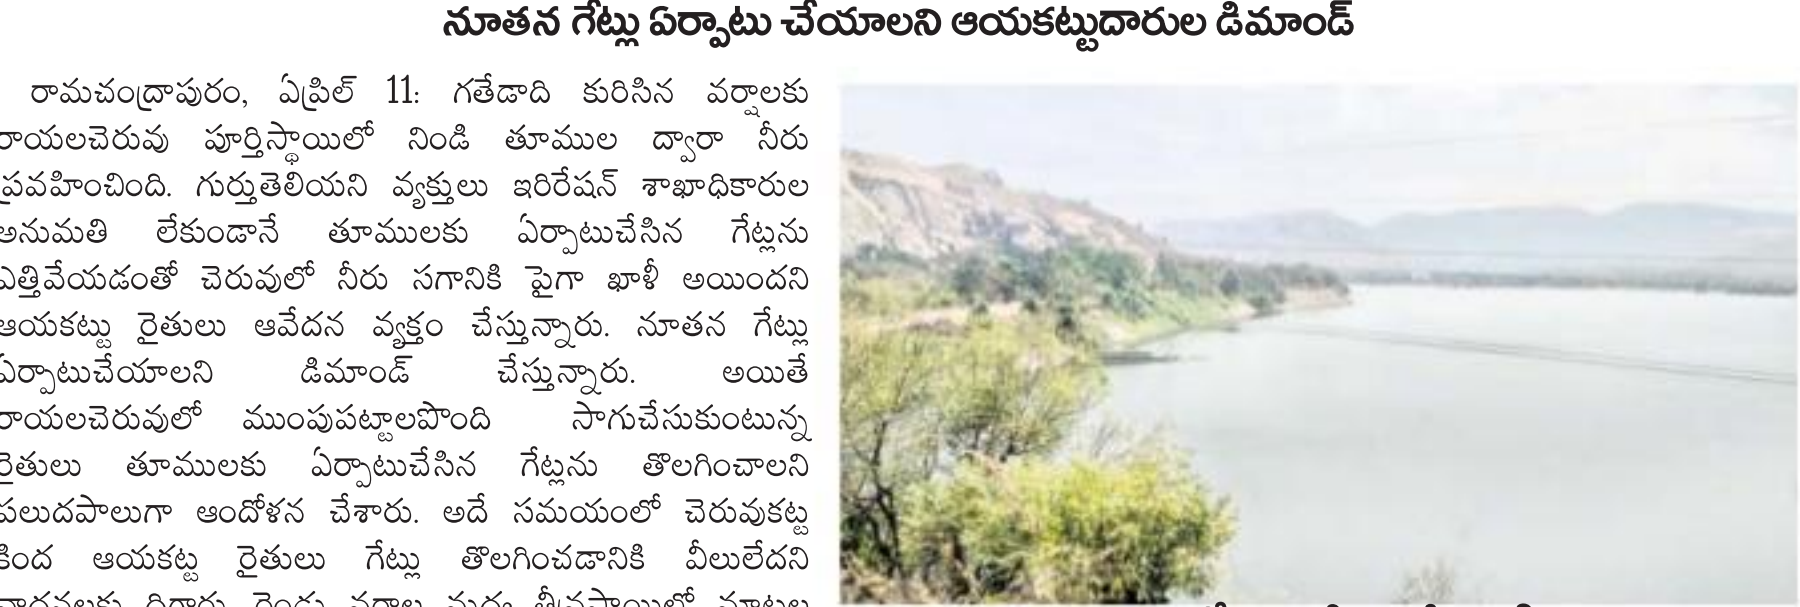 నూతన గేట్లు ఏర్పాటు చేయాలని ఆయకట్టుదారుల డిమాండ్
రామచంద్రాపురం, ఏప్రిల్ 11: గతేడాది కురిసిన వర్షాలకు
రాయలచెరువు పూర్తిస్థాయిలో నిండి తూముల ద్వారా నీరు
ప్రవహించింది. గుర్తుతెలియని వ్యక్తులు ఇరిరేషన్ శాఖాధికారుల
అనుమతి లేకుండానే తూములకు ఏర్పాటుచేసిన గేట్లను
ఎత్తివేయడంతో చెరువులో నీరు సగానికి పైగా ఖాళీ అయిందని
ఆయకట్టు రైతులు ఆవేదన వ్యక్తం చేస్తున్నారు. నూతన గేట్లు
ఏర్పాటుచేయాలని డిమాండ్ చేస్తున్నారు. అయితే
రాయలచెరువులో ముంపుపట్టాలపొంది సాగుచేసుకుంటున్న
రైతులు తూములకు ఏర్పాటుచేసిన గేట్లను తొలగించాలని
పలుదపాలుగా ఆందోళన చేశారు. అదే సమయంలో చెరువుకట్ట
కింద ఆయకట్ట రైతులు గేట్లు తొలగించడానికి వీలులేదని